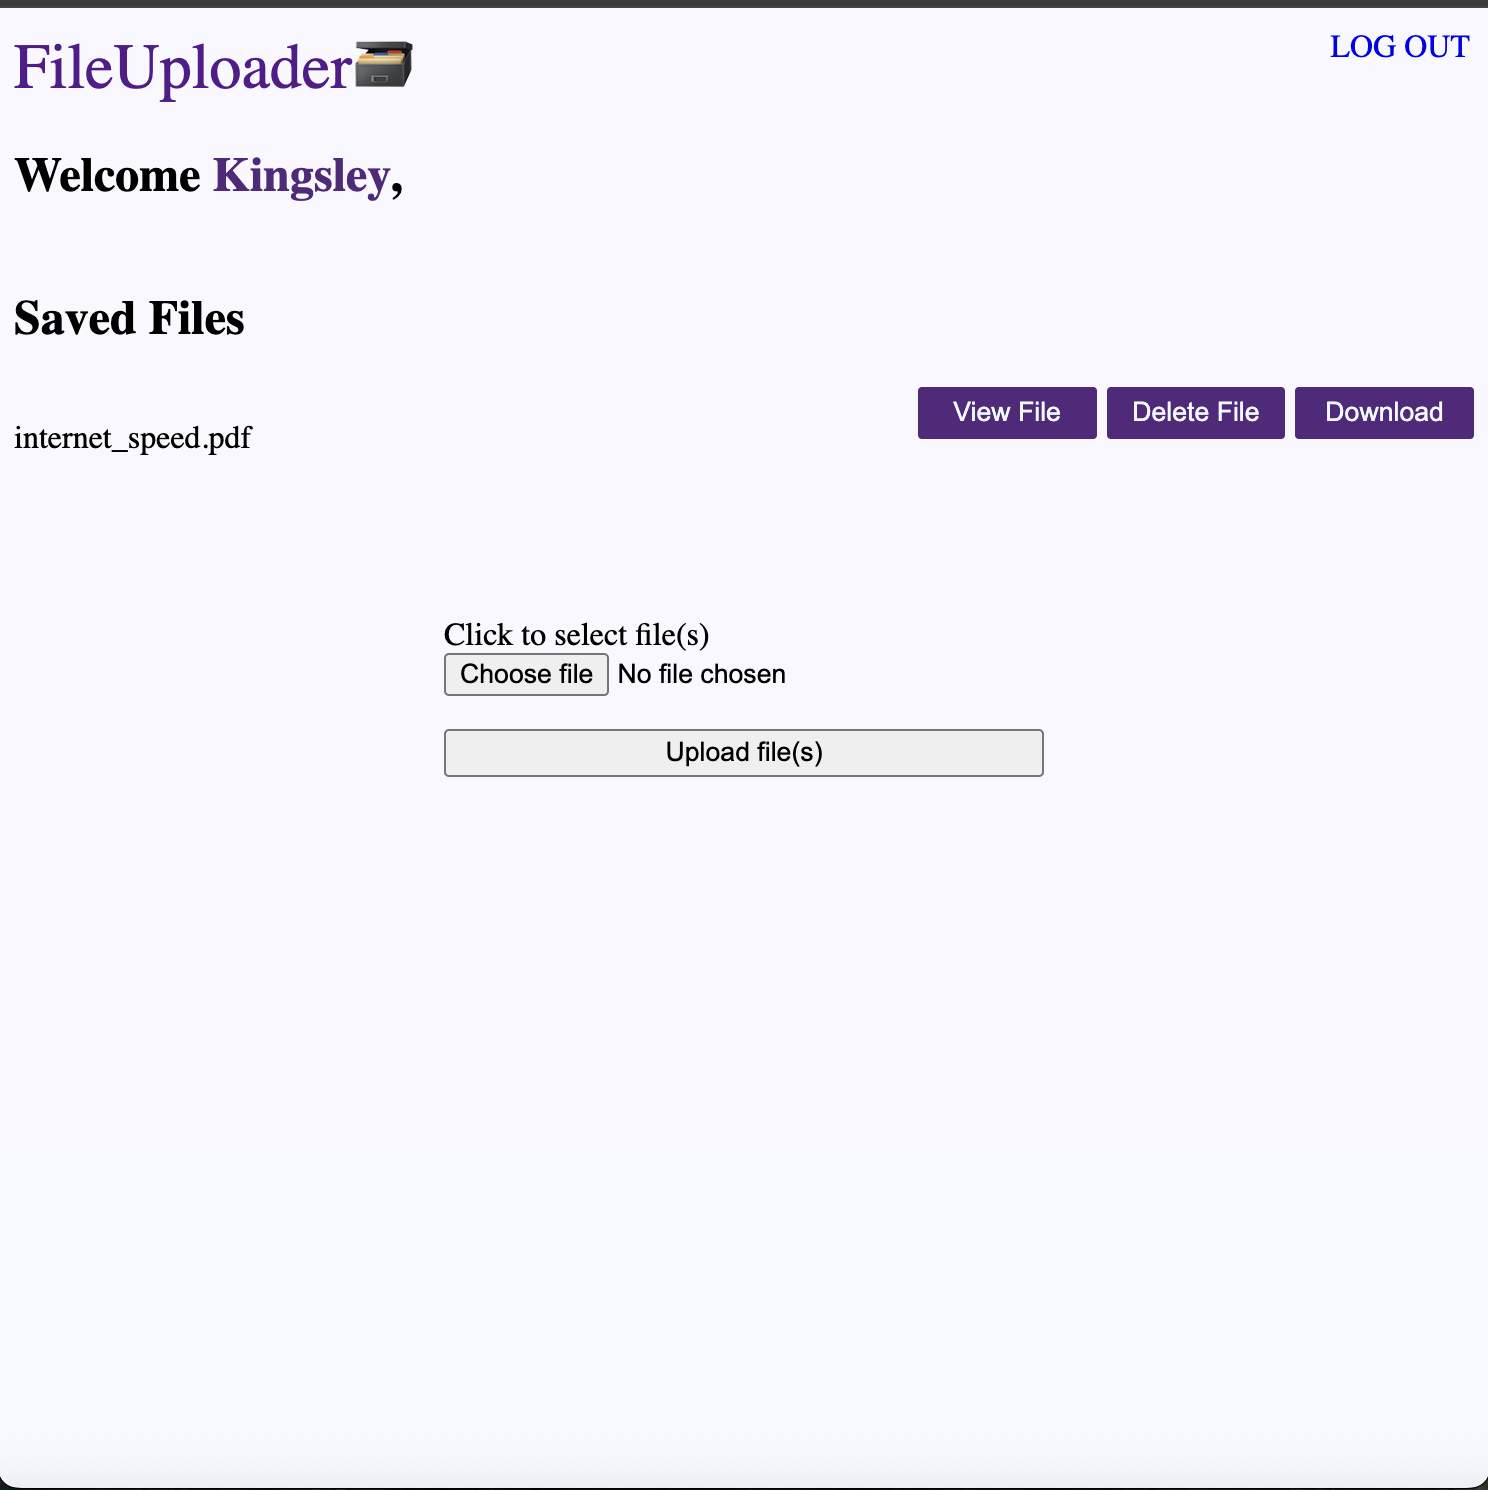 FileUploader
LOG OUT
Welcome Kingsley,
Saved Files
internet_speed.pdf
View File
Delete File
Download
Click to select file(s)
Choose file No file chosen
Upload file(s)